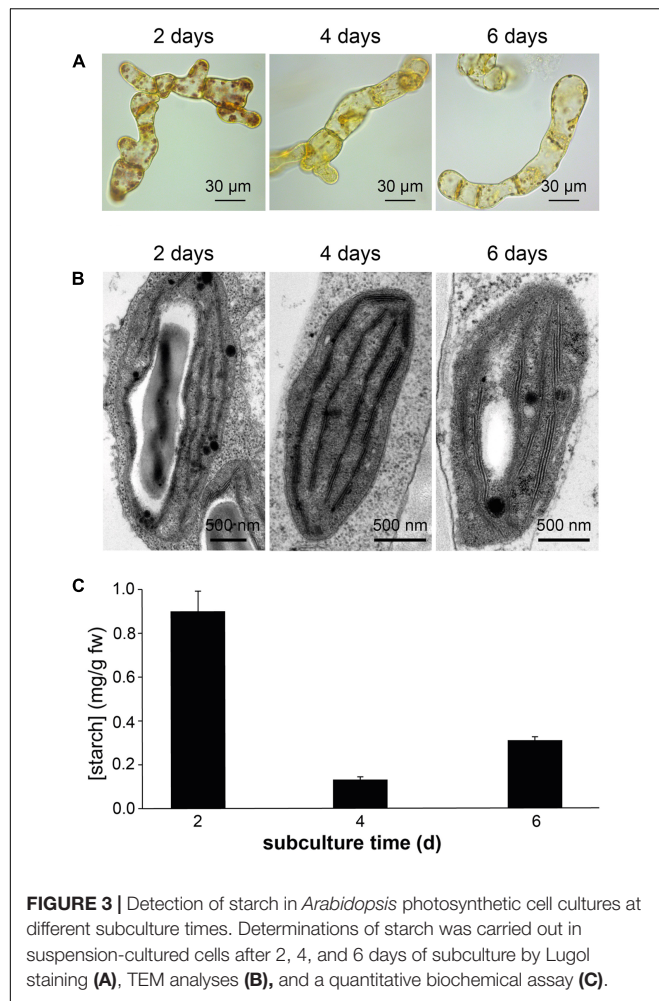 2 days
4 days
6 days
A
30 µm
30 µm
30 µm
2 days
4 days
6 days
B
500 nm
500 nm
500 nm
C
[starch] (mg/g fw)
1.0
0.8
0.6
0.4
0.2
0.0
2
4
6
subculture time (d)
FIGURE 3 | Detection of starch in Arabidopsis photosynthetic cell cultures at
different subculture times. Determinations of starch was carried out in
suspension-cultured cells after 2, 4, and 6 days of subculture by Lugol
staining (A), TEM analyses (B), and a quantitative biochemical assay (C).